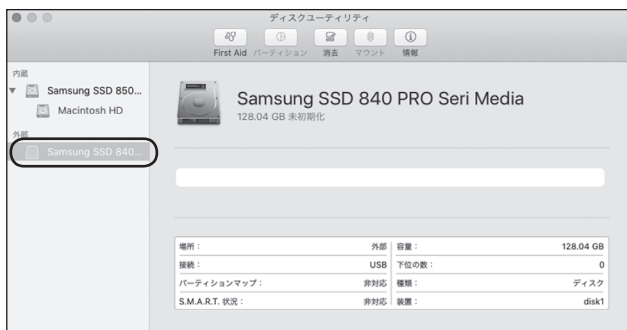 ディスクユーティリティ
First Aid パーティション 消去 マウント 情報
内蔵
Samsung SSD 850...
Macintosh HD
外部
Samsung SSD 840...
Samsung SSD 840 PRO Seri Media
128.04 GB 未初期化
場所： 外部 容量： 128.04 GB
接続： USB 下位の数： 0
パーティションマップ： 非対応 種類： ディスク
S.M.A.R.T. 状況： 非対応 装置： disk1